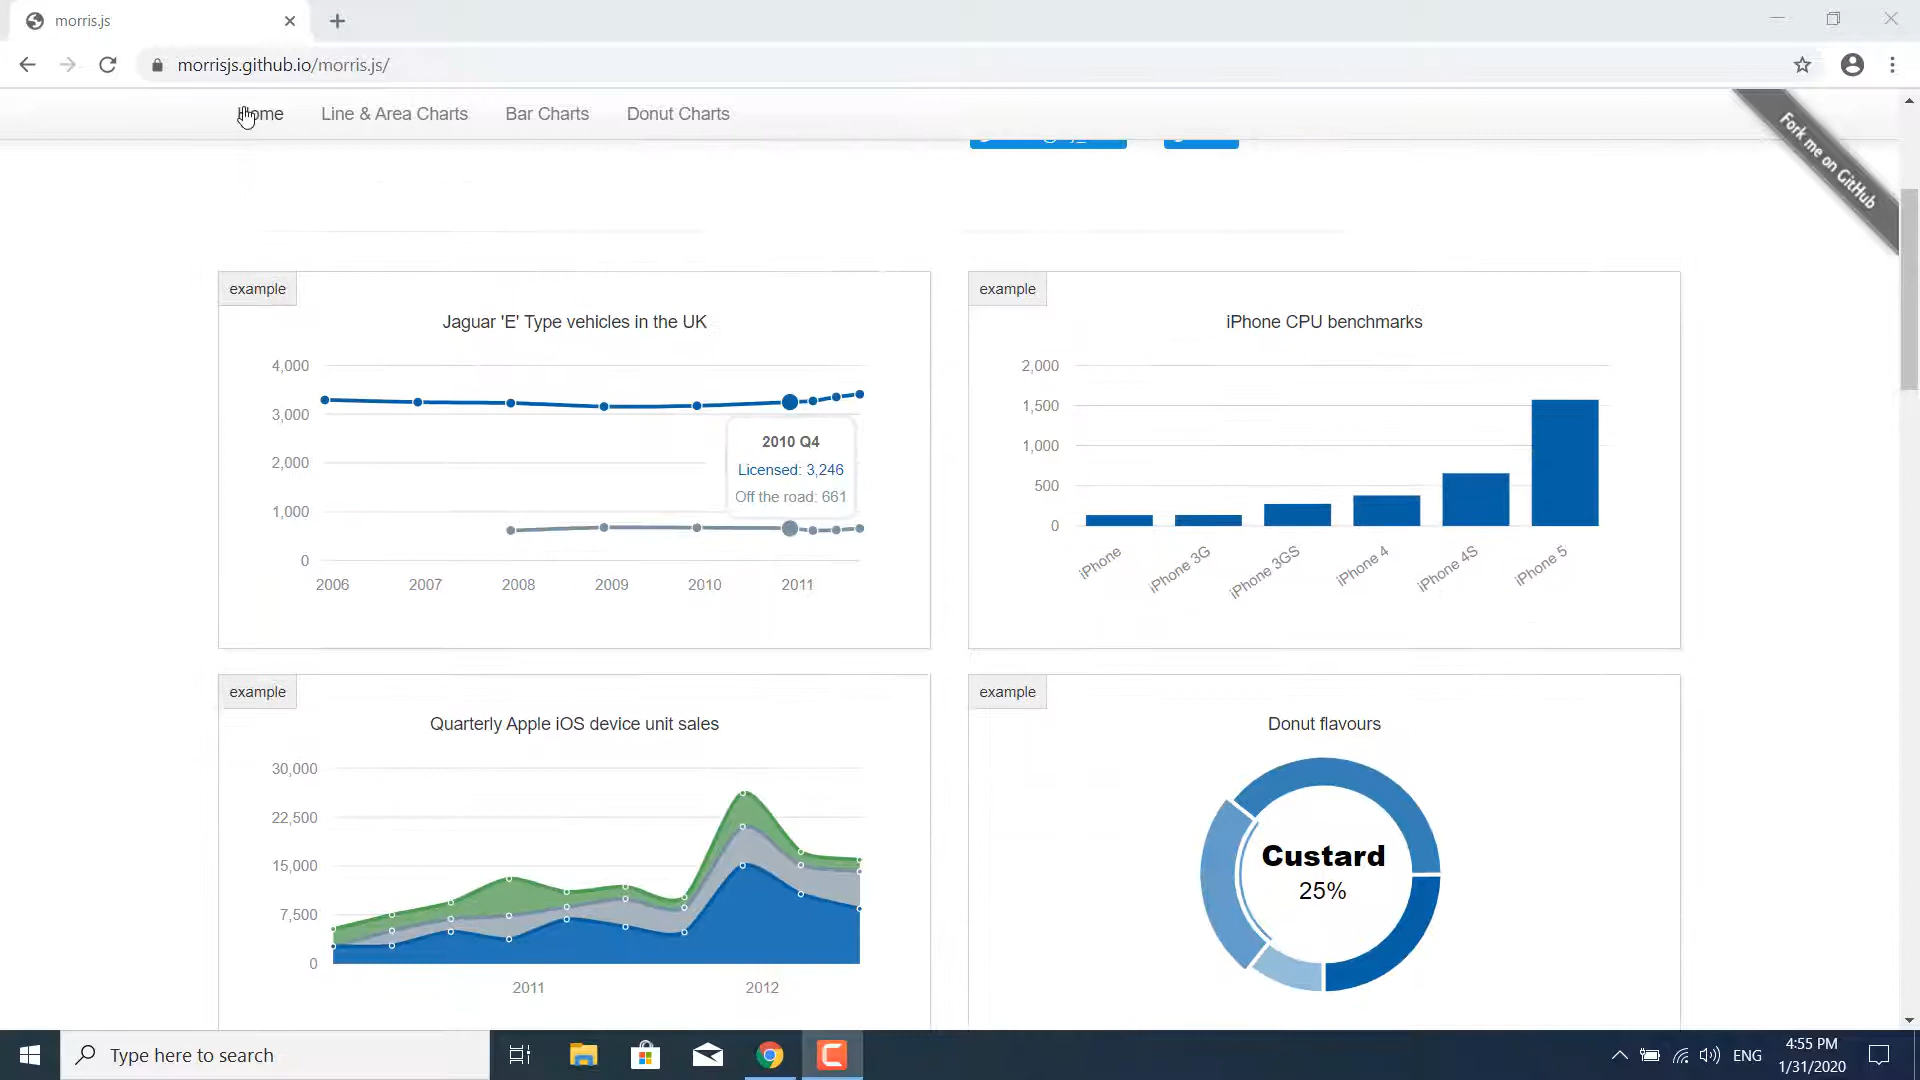 morris.js
morrisjs.github.io/morris.js/
Home Line & Area Charts Bar Charts Donut Charts
Fork me on GitHub
example
Jaguar 'E' Type vehicles in the UK
4,000
3,000
2,000
1,000
0
2010 Q4
Licensed: 3,246
Off the road: 661
2006 2007 2008 2009 2010 2011
example
iPhone CPU benchmarks
2,000
1,500
1,000
500
0
iPhone iPhone 3G iPhone 3GS iPhone 4 iPhone 4S iPhone 5
example
Quarterly Apple iOS device unit sales
30,000
22,500
15,000
7,500
0
2011 2012
example
Donut flavours
Custard
25%
Type here to search
ENG
4:55 PM
1/31/2020